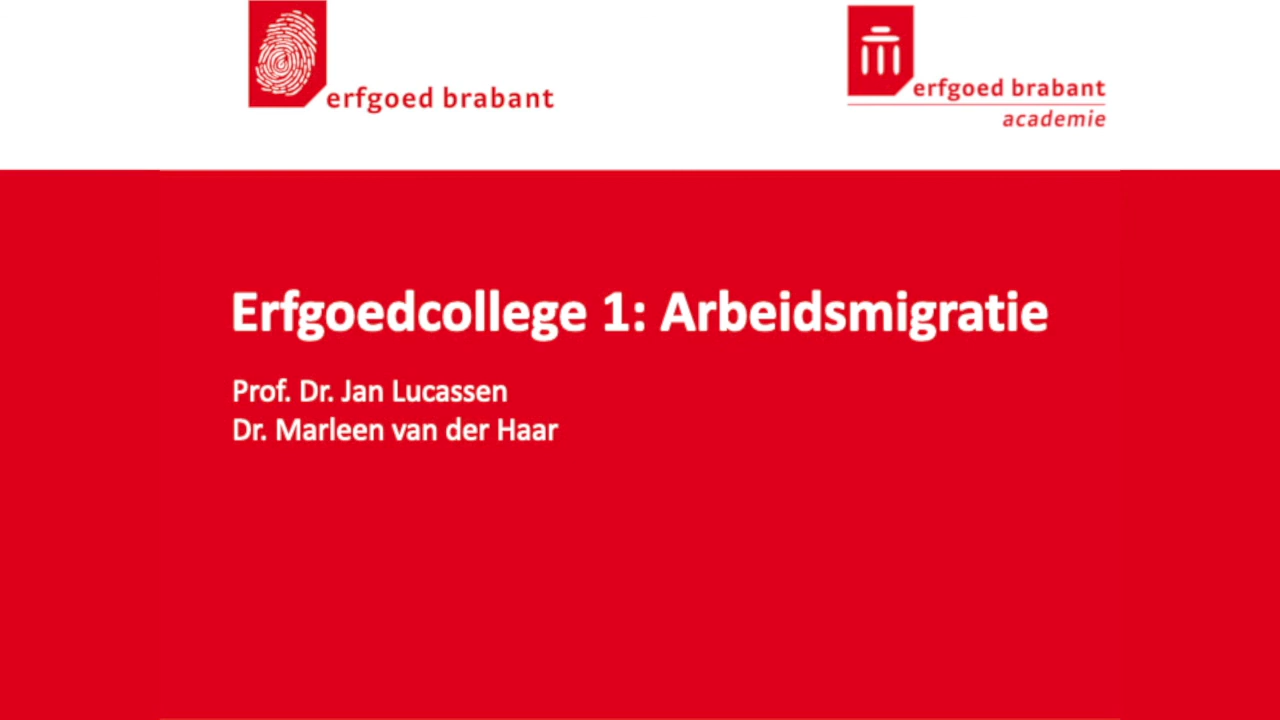 erfgoed brabant
erfgoed brabant
academie
Erfgoedcollege 1: Arbeidsmigratie
Prof. Dr. Jan Lucassen
Dr. Marleen van der Haar